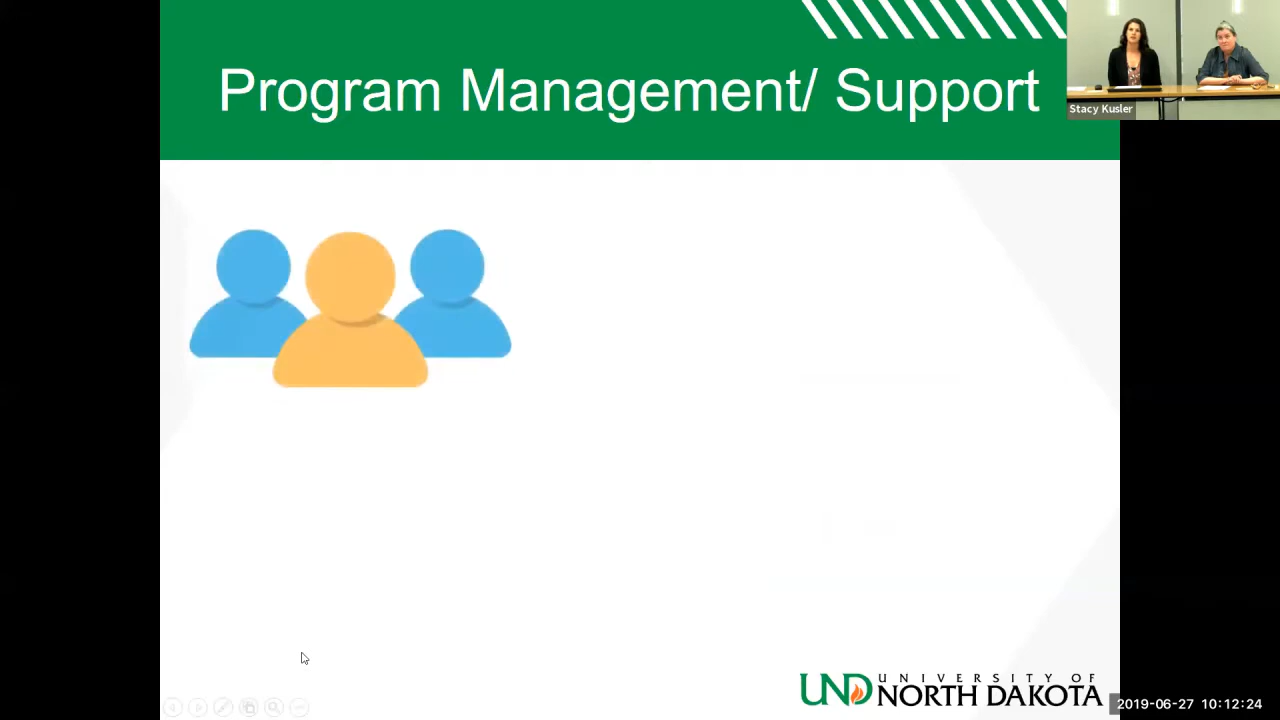 Program Management/ Support
Stacy Kusler
UND UNIVERSITY OF
NORTH DAKOTA
2019-06-27 10:12:24